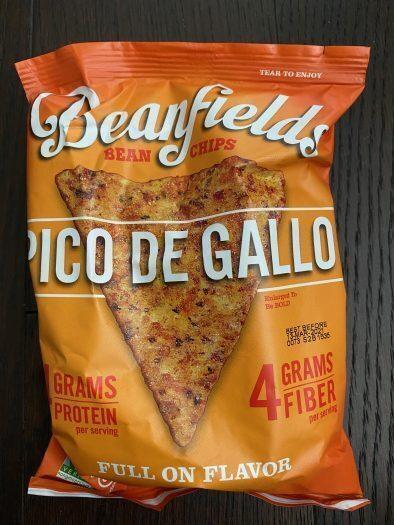 TEAR TO ENJOY
Beanfields
BEAN CHIPS
PICO DE GALLO
Enlarged To
Be BOLD
BEST BEFORE
GRAMS
PROTEIN
per serving
4 GRAMS
FIBER
per serving
FULL ON FLAVOR